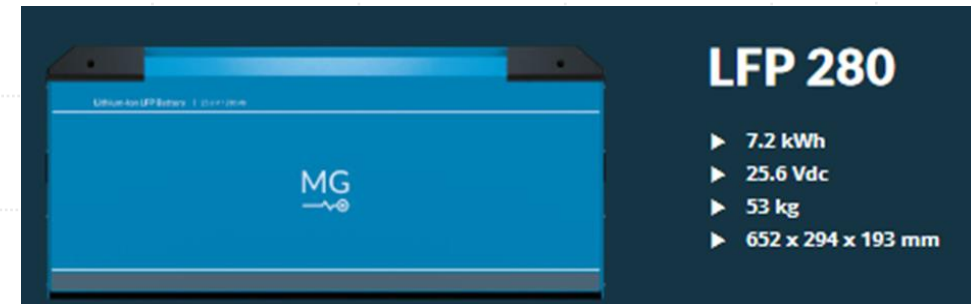 LFP 280
Lithium-Ion LFP Battery
MG
7.2 kWh
25.6 Vdc
53 kg
652 x 294 x 193 mm